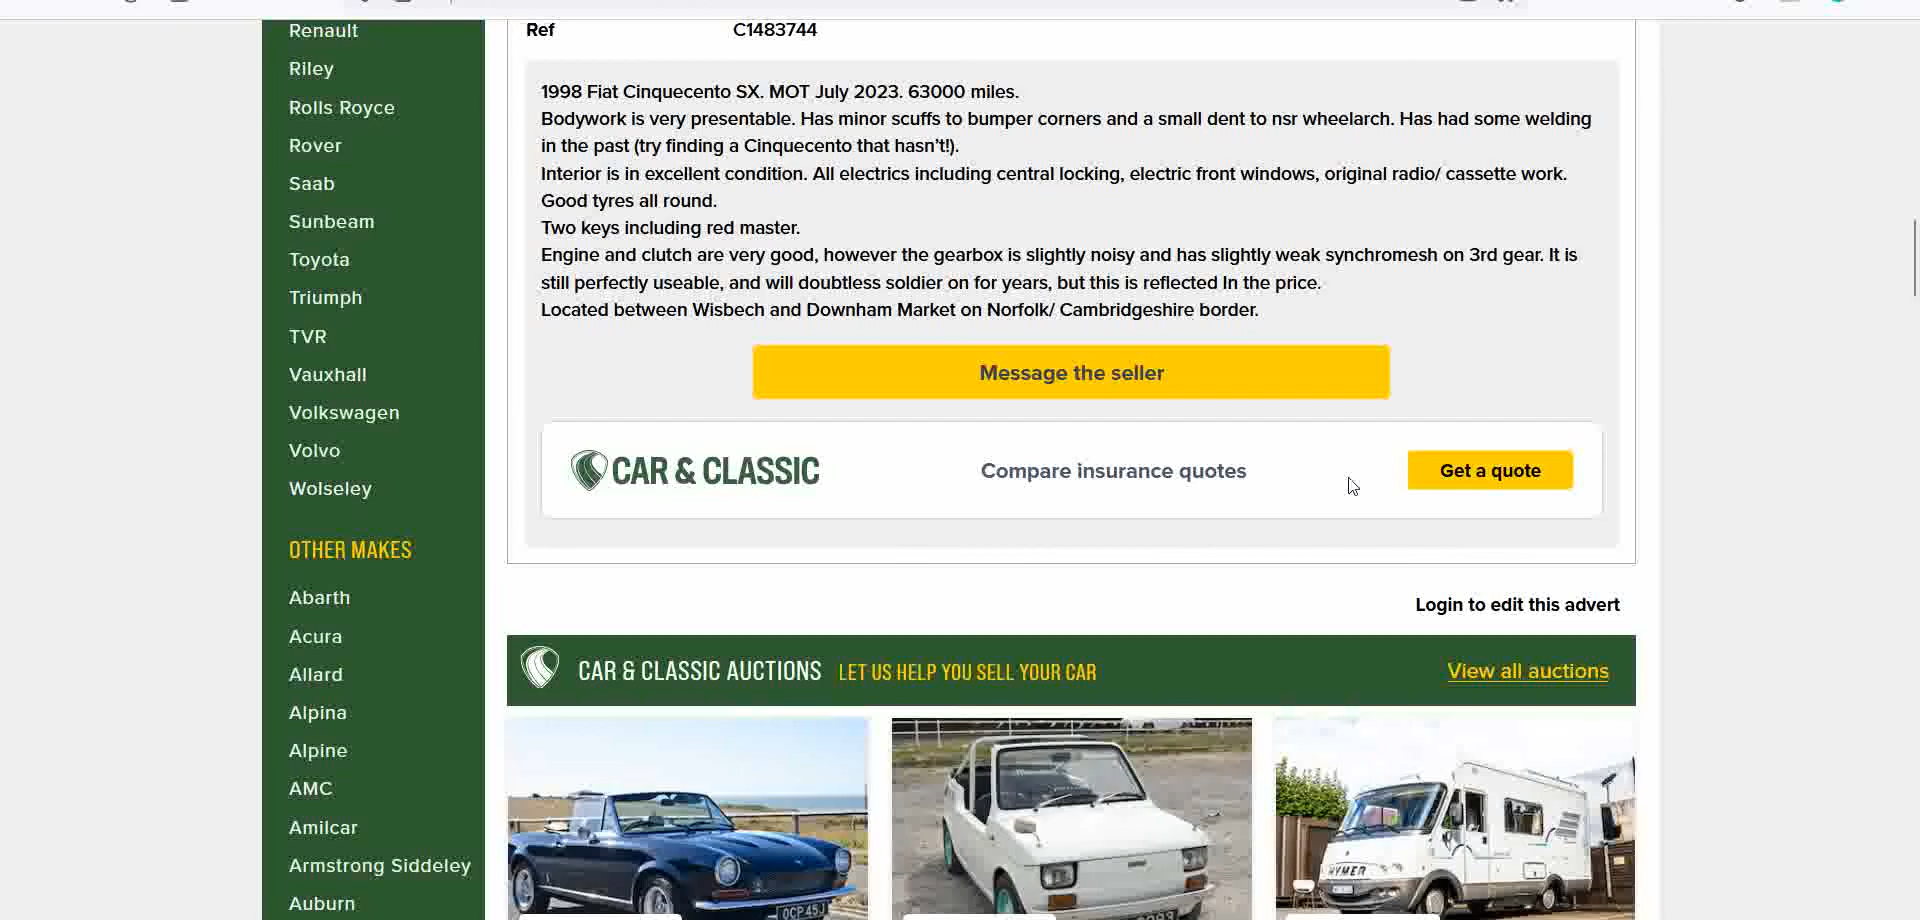 Renault
Riley
Rolls Royce
Rover
Saab
Sunbeam
Toyota
Triumph
TVR
Vauxhall
Volkswagen
Volvo
Wolseley
OTHER MAKES
Abarth
Acura
Allard
Alpina
Alpine
AMC
Amilcar
Armstrong Siddeley
Auburn
Ref C1483744
1998 Fiat Cinquecento SX. MOT July 2023. 63000 miles.
Bodywork is very presentable. Has minor scuffs to bumper corners and a small dent to nsr wheelarch. Has had some welding
in the past (try finding a Cinquecento that hasn't!).
Interior is in excellent condition. All electrics including central locking, electric front windows, original radio/ cassette work.
Good tyres all round.
Two keys including red master.
Engine and clutch are very good, however the gearbox is slightly noisy and has slightly weak synchromesh on 3rd gear. It is
still perfectly useable, and will doubtless soldier on for years, but this is reflected In the price.
Located between Wisbech and Downham Market on Norfolk/ Cambridgeshire border.
Message the seller
CAR & CLASSIC Compare insurance quotes Get a quote
Login to edit this advert
CAR & CLASSIC AUCTIONS LET US HELP YOU SELL YOUR CAR View all auctions
OCP 45J
HYMER